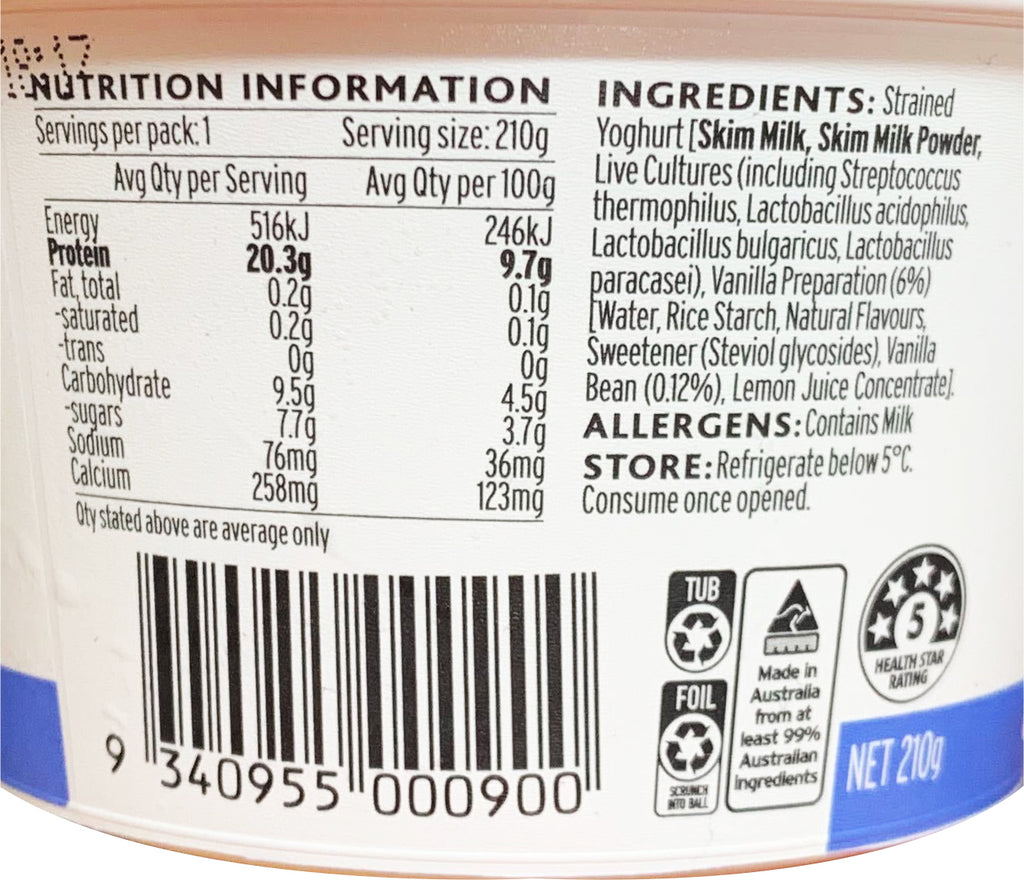 18:17
NUTRITION INFORMATION
Servings per pack: 1 Serving size: 210g
Avg Qty per Serving Avg Qty per 100g
Energy 516kJ 246kJ
Protein 20.3g 9.7g
Fat, total 0.2g 0.1g
-saturated 0.2g 0.1g
-trans 0g 0g
Carbohydrate 9.5g 4.5g
-sugars 7.7g 3.7g
Sodium 76mg 36mg
Calcium 258mg 123mg
Qty stated above are average only
INGREDIENTS: Strained
Yoghurt [Skim Milk, Skim Milk Powder,
Live Cultures (including Streptococcus
thermophilus, Lactobacillus acidophilus,
Lactobacillus bulgaricus, Lactobacillus
paracasei), Vanilla Preparation (6%)
[Water, Rice Starch, Natural Flavours,
Sweetener (Steviol glycosides), Vanilla
Bean (0.12%), Lemon Juice Concentrate].
ALLERGENS: Contains Milk
STORE: Refrigerate below 5°C.
Consume once opened.
9 340955 000900
TUB
FOIL
SCRUNCH
INTO BALL
Made in
Australia
from at
least 99%
Australian
ingredients
5
HEALTH STAR
RATING
NET 210g